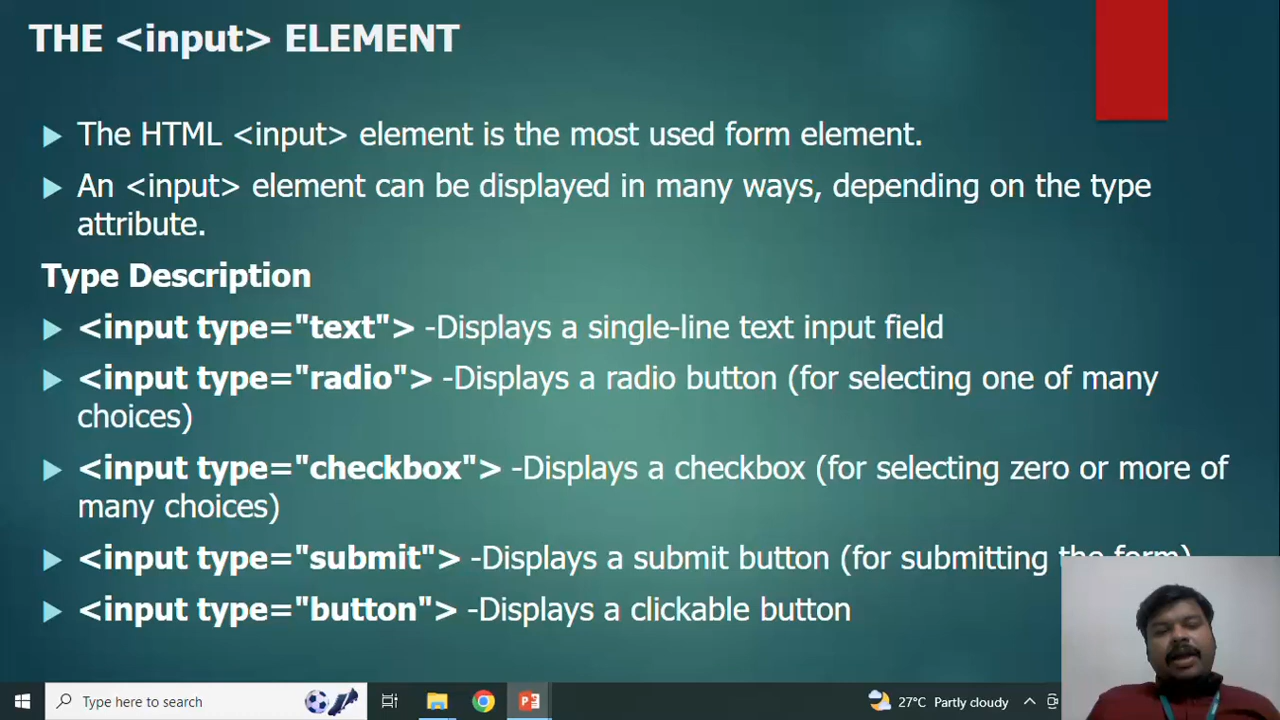 THE <input> ELEMENT
The HTML <input> element is the most used form element.
An <input> element can be displayed in many ways, depending on the type
attribute.
Type Description
<input type="text"> -Displays a single-line text input field
<input type="radio"> -Displays a radio button (for selecting one of many
choices)
<input type="checkbox"> -Displays a checkbox (for selecting zero or more of
many choices)
<input type="submit"> -Displays a submit button (for submitting the form)
<input type="button"> -Displays a clickable button
Type here to search
27°C Partly cloudy